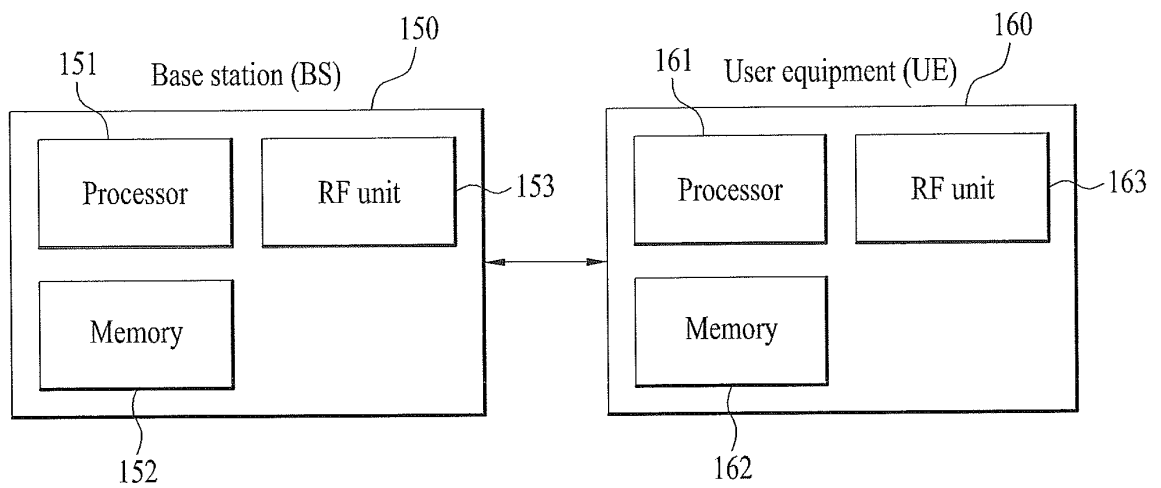 150
160
151
Base station (BS)
161
User equipment (UE)
Processor
RF unit
153
Processor
RF unit
163
Memory
Memory
152
162